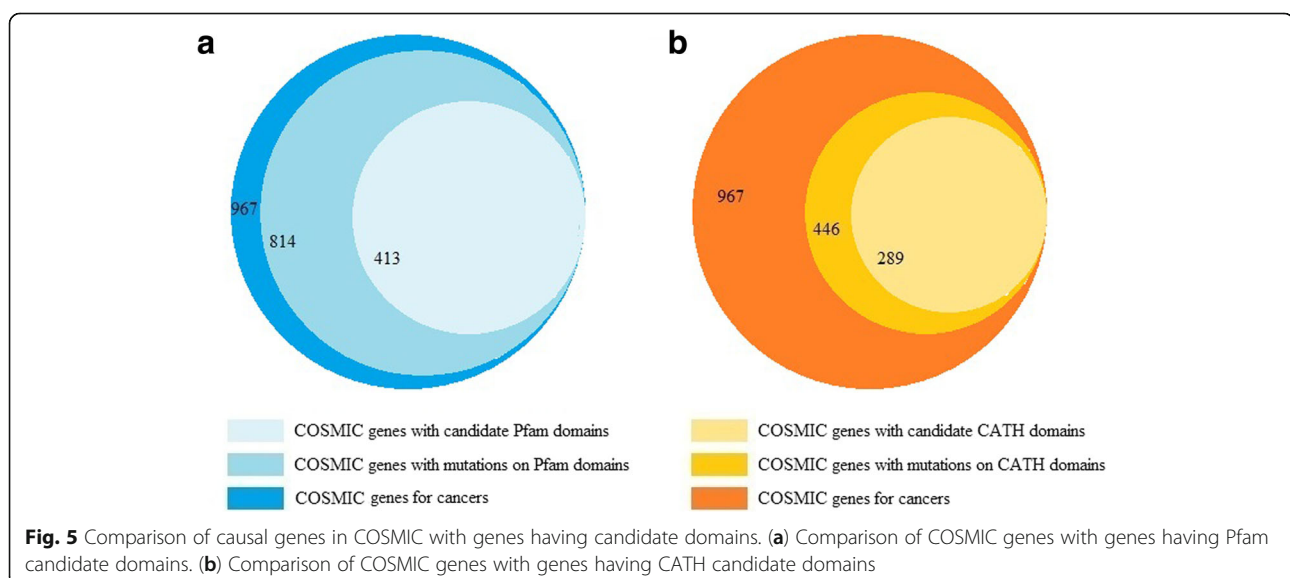 a
b
967
814
413
967
446
289
COSMIC genes with candidate Pfam domains
COSMIC genes with mutations on Pfam domains
COSMIC genes for cancers
COSMIC genes with candidate CATH domains
COSMIC genes with mutations on CATH domains
COSMIC genes for cancers
Fig. 5 Comparison of causal genes in COSMIC with genes having candidate domains. (a) Comparison of COSMIC genes with genes having Pfam
candidate domains. (b) Comparison of COSMIC genes with genes having CATH candidate domains